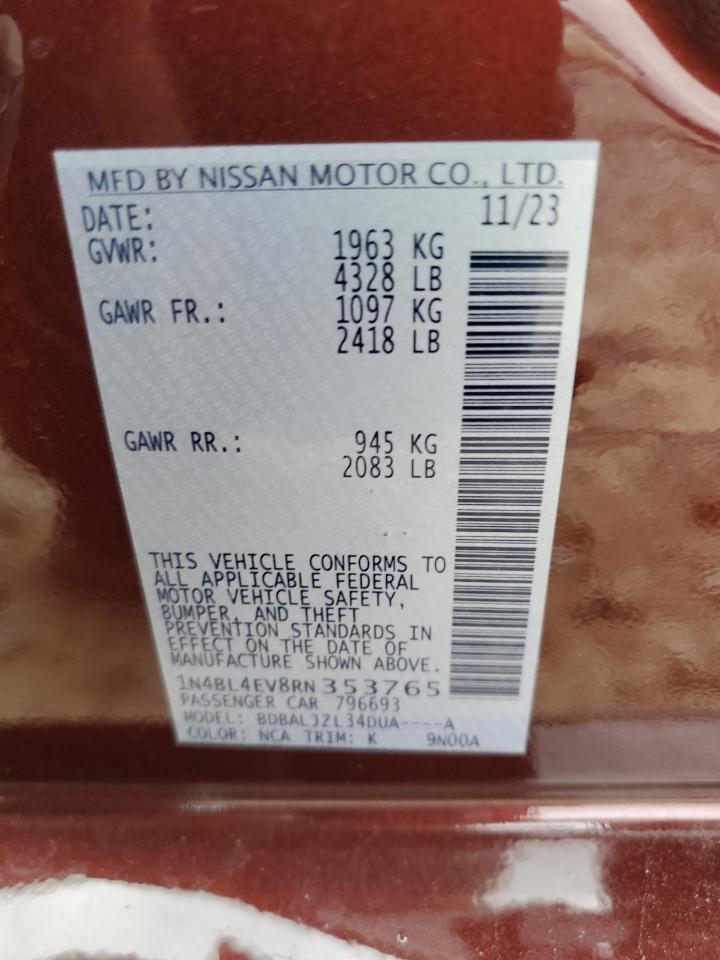 MFD BY NISSAN MOTOR CO., LTD.
DATE: 11/23
GVWR: 1963 KG
4328 LB
GAWR FR.: 1097 KG
2418 LB
GAWR RR.: 945 KG
2083 LB
THIS VEHICLE CONFORMS TO
ALL APPLICABLE FEDERAL
MOTOR VEHICLE SAFETY,
BUMPER, AND THEFT
PREVENTION STANDARDS IN
EFFECT ON THE DATE OF
MANUFACTURE SHOWN ABOVE.
1N4BL4EV8RN353765
PASSENGER CAR 796693
MODEL: BDBALJZL34DUA----A
COLOR: NCA TRIM: K 9N00A